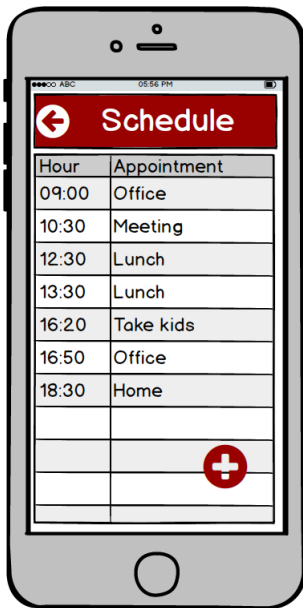 ABC 05:56 PM
Schedule
Hour Appointment
09:00 Office
10:30 Meeting
12:30 Lunch
13:30 Lunch
16:20 Take kids
16:50 Office
18:30 Home